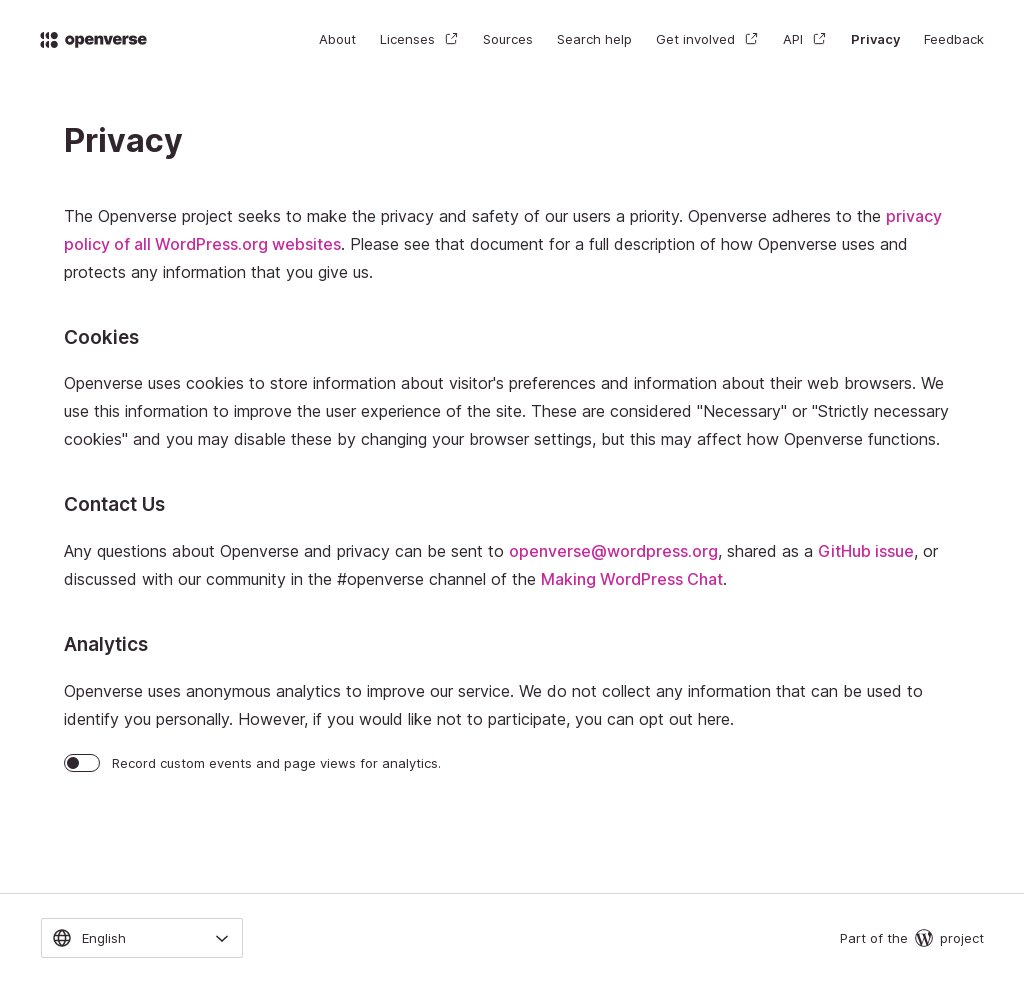 openverse
About Licenses Sources Search help Get involved API Privacy Feedback
Privacy
The Openverse project seeks to make the privacy and safety of our users a priority. Openverse adheres to the privacy
policy of all WordPress.org websites. Please see that document for a full description of how Openverse uses and
protects any information that you give us.
Cookies
Openverse uses cookies to store information about visitor's preferences and information about their web browsers. We
use this information to improve the user experience of the site. These are considered "Necessary" or "Strictly necessary
cookies" and you may disable these by changing your browser settings, but this may affect how Openverse functions.
Contact Us
Any questions about Openverse and privacy can be sent to openverse@wordpress.org, shared as a GitHub issue, or
discussed with our community in the #openverse channel of the Making WordPress Chat.
Analytics
Openverse uses anonymous analytics to improve our service. We do not collect any information that can be used to
identify you personally. However, if you would like not to participate, you can opt out here.
Record custom events and page views for analytics.
English
Part of the project